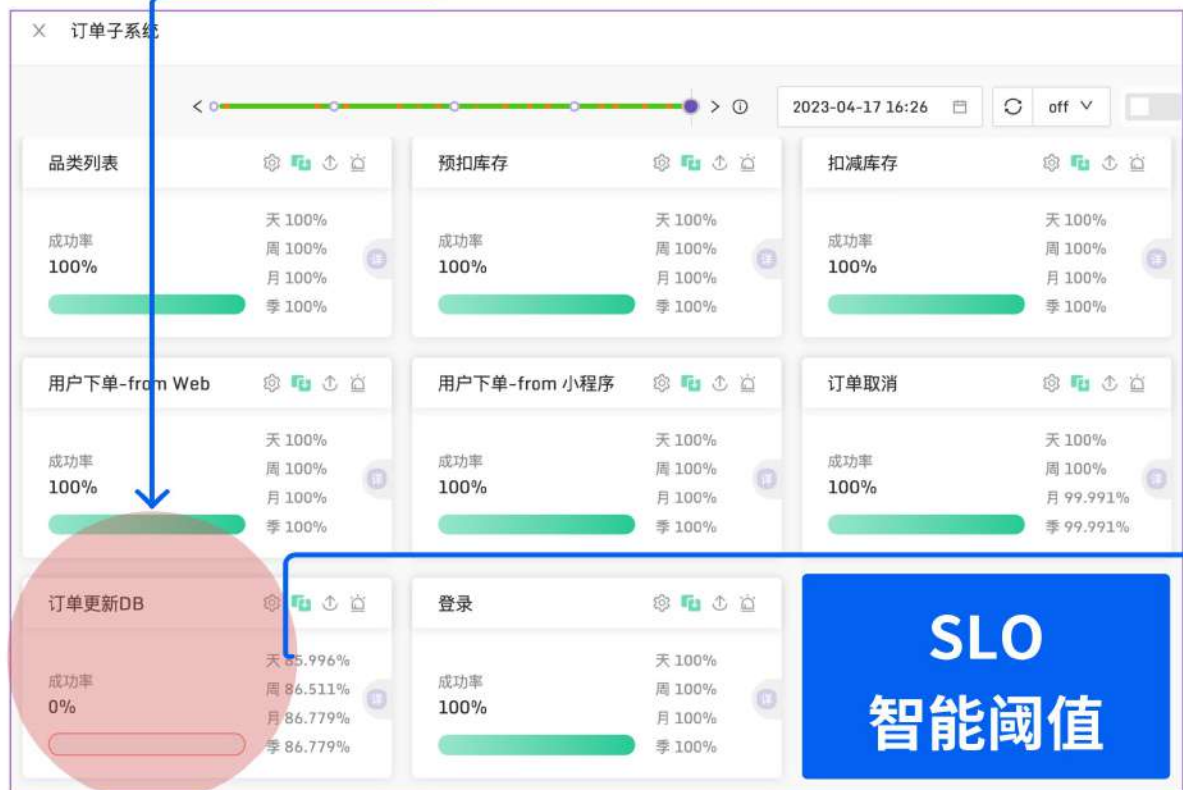 订单子系统
2023-04-17 16:26
off
品类列表
成功率
100%
天 100%
周 100%
月 100%
季 100%
详
预扣库存
成功率
100%
天 100%
周 100%
月 100%
季 100%
详
扣减库存
成功率
100%
天 100%
周 100%
月 100%
季 100%
详
用户下单-from Web
成功率
100%
天 100%
周 100%
月 100%
季 100%
详
用户下单-from 小程序
成功率
100%
天 100%
周 100%
月 100%
季 100%
详
订单取消
成功率
100%
天 100%
周 100%
月 99.991%
季 99.991%
详
订单更新DB
成功率
0%
天 85.996%
周 86.511%
月 86.779%
季 86.779%
详
登录
成功率
100%
天 100%
周 100%
月 100%
季 100%
详
SLO
智能阈值